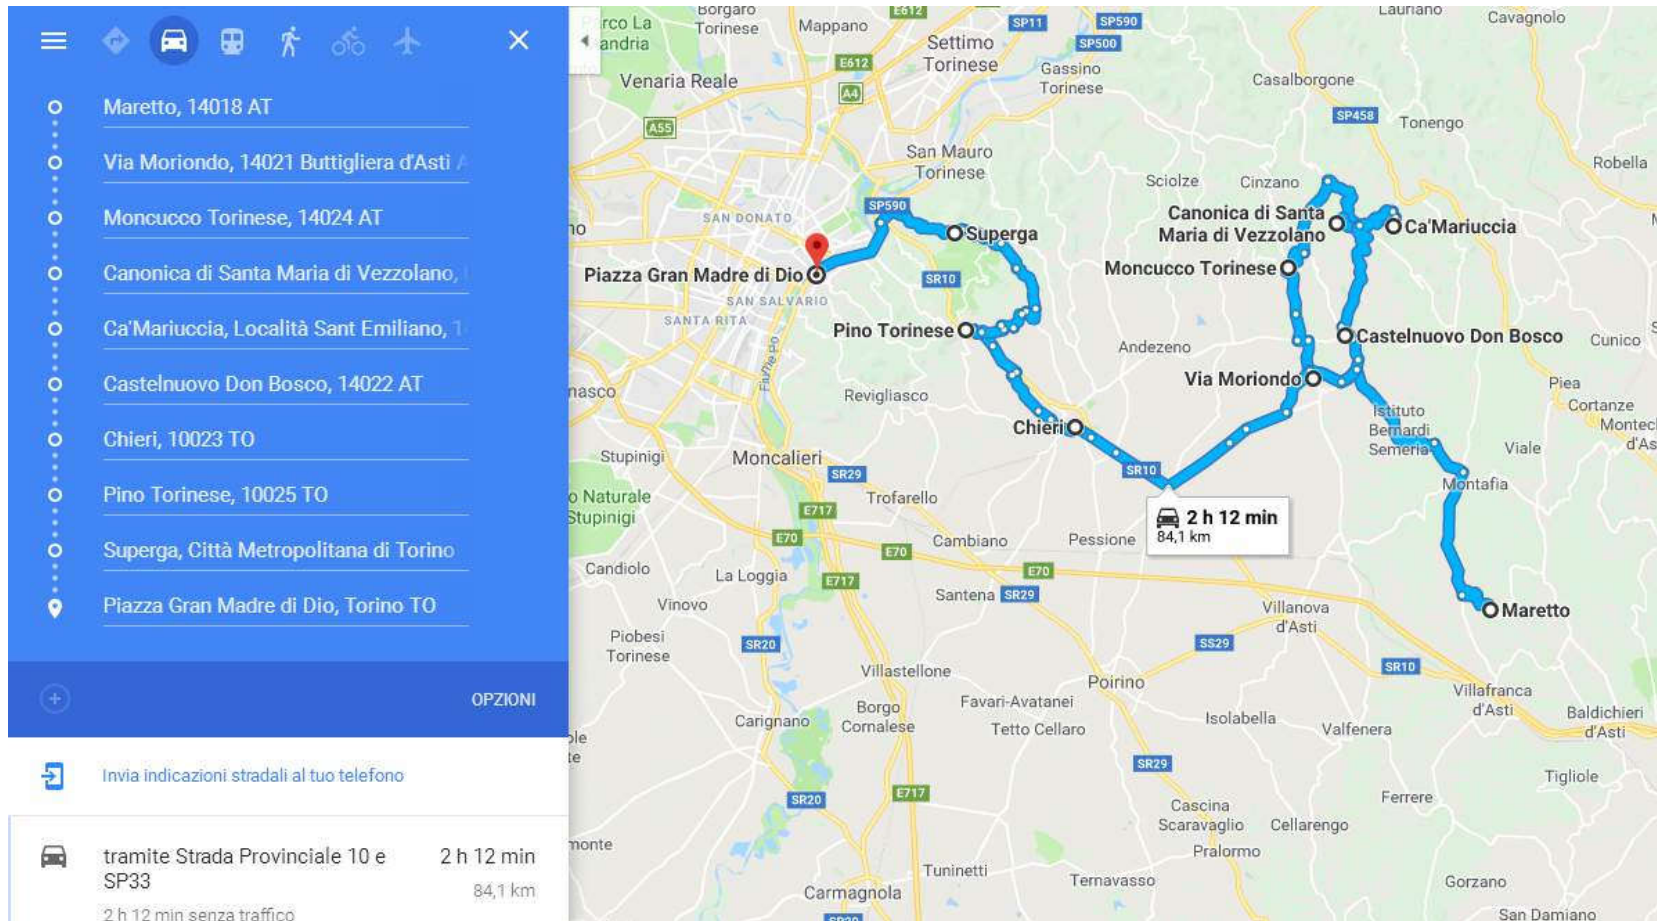 Maretto, 14018 AT
Via Moriondo, 14021 Buttigliera d'Asti
Moncucco Torinese, 14024 AT
Canonica di Santa Maria di Vezzolano,
Ca'Mariuccia, Località Sant Emiliano,
Castelnuovo Don Bosco, 14022 AT
Chieri, 10023 TO
Pino Torinese, 10025 TO
Superga, Città Metropolitana di Torino
Piazza Gran Madre di Dio, Torino TO
OPZIONI
Invia indicazioni stradali al tuo telefono
tramite Strada Provinciale 10 e
SP33
2 h 12 min
84,1 km
2 h 12 min senza traffico
Borgaro
Torinese
Mappano
E612
SP11
SP590
SP500
Lauriano
Cavagnolo
Settimo
Torinese
Venaria Reale
E612
A4
Gassino
Torinese
Casalborgone
A55
SP458
Tonengo
San Mauro
Torinese
Robella
Sciolze
Cinzano
SP590
SAN DONATO
Canonica di Santa
Maria di Vezzolano
Superga
Ca'Mariuccia
Piazza Gran Madre di Dio
SR10
Moncucco Torinese
SAN SALVARIO
SANTA RITA
Pino Torinese
Castelnuovo Don Bosco
Cunico
Andezeno
Fiume Po
Via Moriondo
Piea
Revigliasco
Cortanze
Istituto
Bernardi
Semeria
Chieri
Viale
Stupinigi
Moncalieri
SR29
SR10
Montafia
Trofarello
E717
2 h 12 min
84,1 km
E70
E70
Cambiano
Pessione
Candiolo
La Loggia
E717
E70
Santena
SR29
Vinovo
Villanova
d'Asti
Maretto
Piobesi
Torinese
SR20
SS29
SR10
Villastellone
Poirino
Villafranca
d'Asti
Favari-Avatanei
Borgo
Cornalese
Carignano
Tetto Cellaro
Isolabella
Valfenera
Baldichieri
d'Asti
SR29
Tigliole
SR20
E717
Cascina
Scaravaglio
Cellarengo
Ferrere
Pralormo
Tuninetti
Ternavasso
Carmagnola
Gorzano
San Damiano